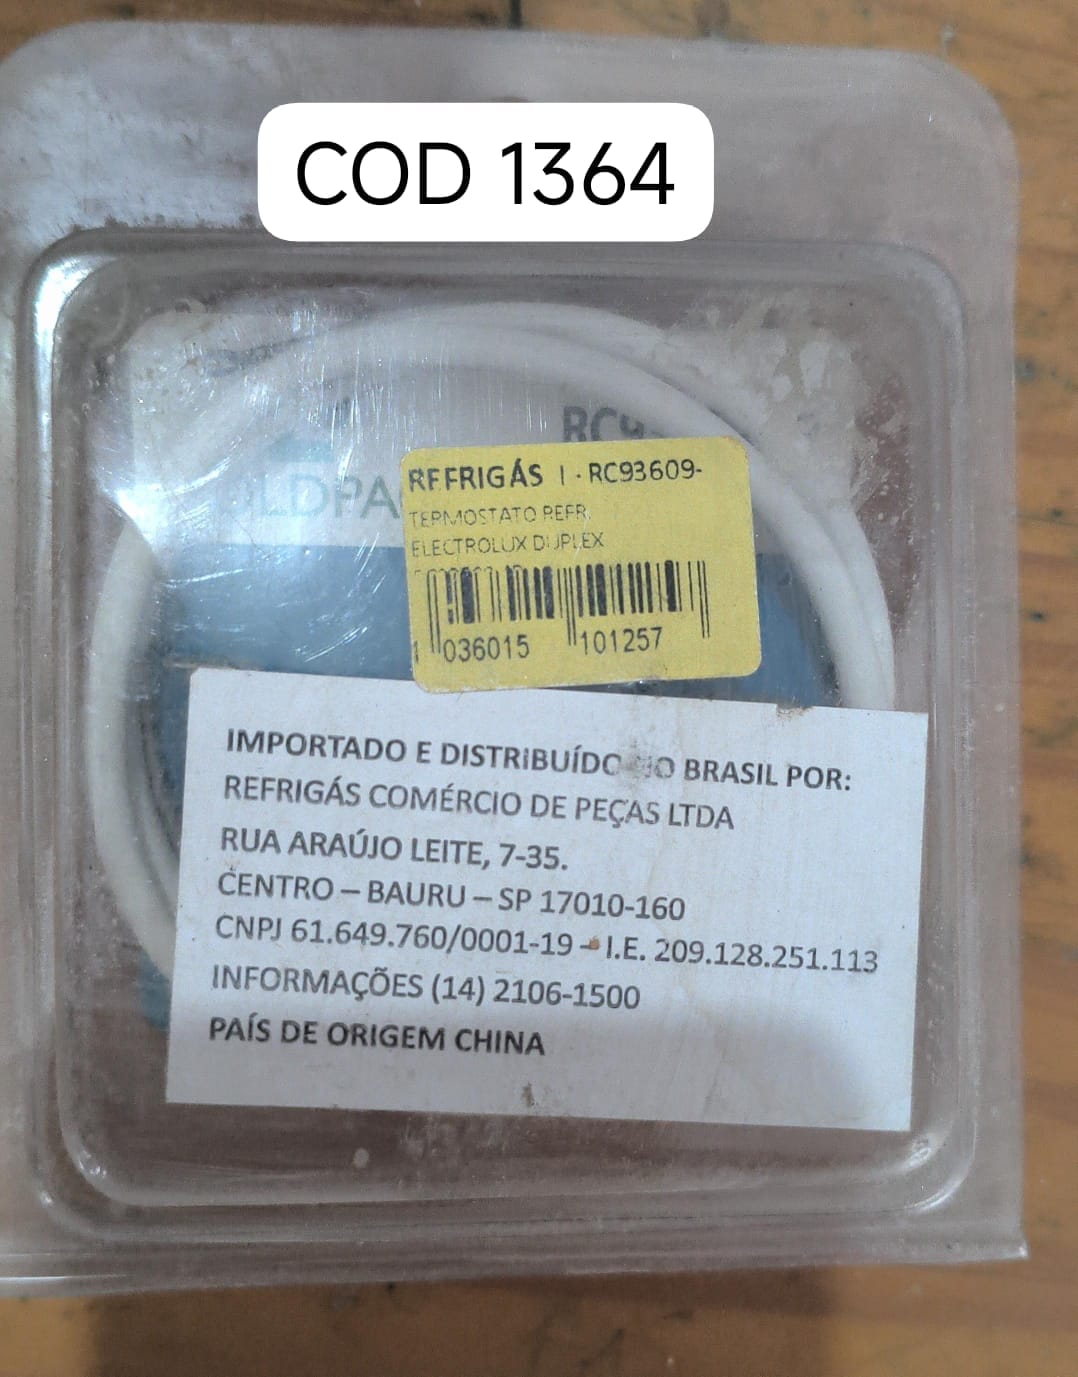 COD 1364
RC9
LDPA
REFRIGÁS I - RC93609-
TERMOSTATO REFR.
ELECTROLUX DUPLEX
1 036015 101257
IMPORTADO E DISTRIBUÍDO NO BRASIL POR:
REFRIGÁS COMÉRCIO DE PEÇAS LTDA
RUA ARAÚJO LEITE, 7-35.
CENTRO – BAURU – SP 17010-160
CNPJ 61.649.760/0001-19 – I.E. 209.128.251.113
INFORMAÇÕES (14) 2106-1500
PAÍS DE ORIGEM CHINA